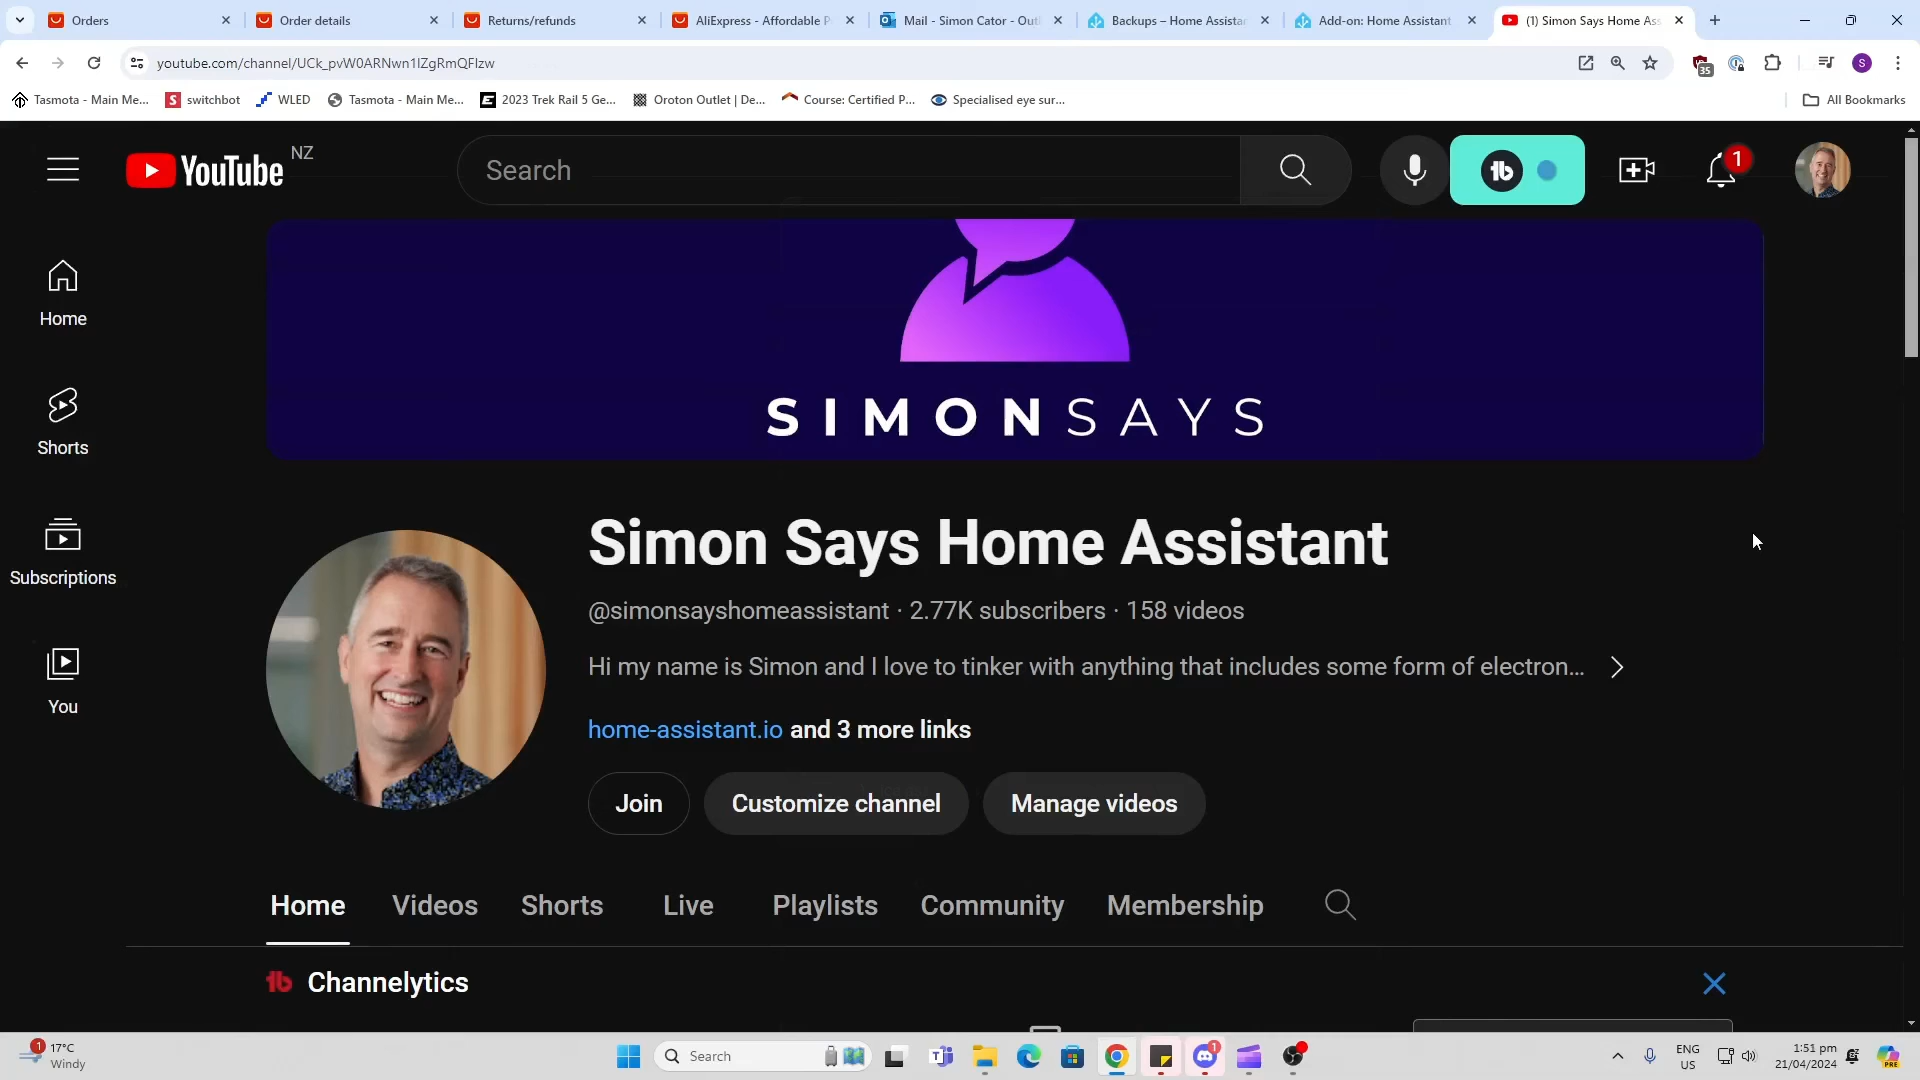 Orders
Order details
Returns/refunds
AliExpress - Affordable P
Mail - Simon Cator - Outl
Backups – Home Assistan
Add-on: Home Assistant
(1) Simon Says Home Ass
youtube.com/channel/UCk_pvW0ARNwn1lZgRmQFlzw
35
S
Tasmota - Main Me...
switchbot
WLED
Tasmota - Main Me...
2023 Trek Rail 5 Ge...
Oroton Outlet | De...
Course: Certified P...
Specialised eye sur...
All Bookmarks
YouTube NZ
Search
1
SIMONSAYS
Home
Shorts
Subscriptions
You
Simon Says Home Assistant
@simonsayshomeassistant · 2.77K subscribers · 158 videos
Hi my name is Simon and I love to tinker with anything that includes some form of electron...
home-assistant.io and 3 more links
Join
Customize channel
Manage videos
Home
Videos
Shorts
Live
Playlists
Community
Membership
Channelytics
1
17°C
Windy
Search
1
ENG
US
1:51 pm
21/04/2024
PRE